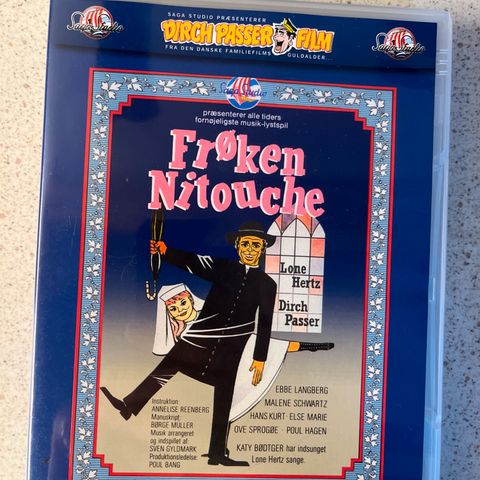 SAGA STUDIO PRÆSENTERER
DIRCH PASSER FILM
FRA DEN DANSKE FAMILIEFILMS
GULDALDER...
Saga Studio
Saga Studio
Saga Studio
præsenterer alle tiders
fornøjeligste musik-lystspil
Frøken
Nitouche
Lone
Hertz
Dirch
Passer
EBBE LANGBERG
MALENE SCHWARTZ
HANS KURT · ELSE MARIE
OVE SPROGØE · POUL HAGEN
KATY BØDTGER har indsunget
Lone Hertz sange.
Instruktion:
ANNELISE REENBERG
Manuskript:
BØRGE MÜLLER
Musik arrangeret
og indspillet af:
SVEN GYLDMARK
Produktionsledelse:
POUL BANG